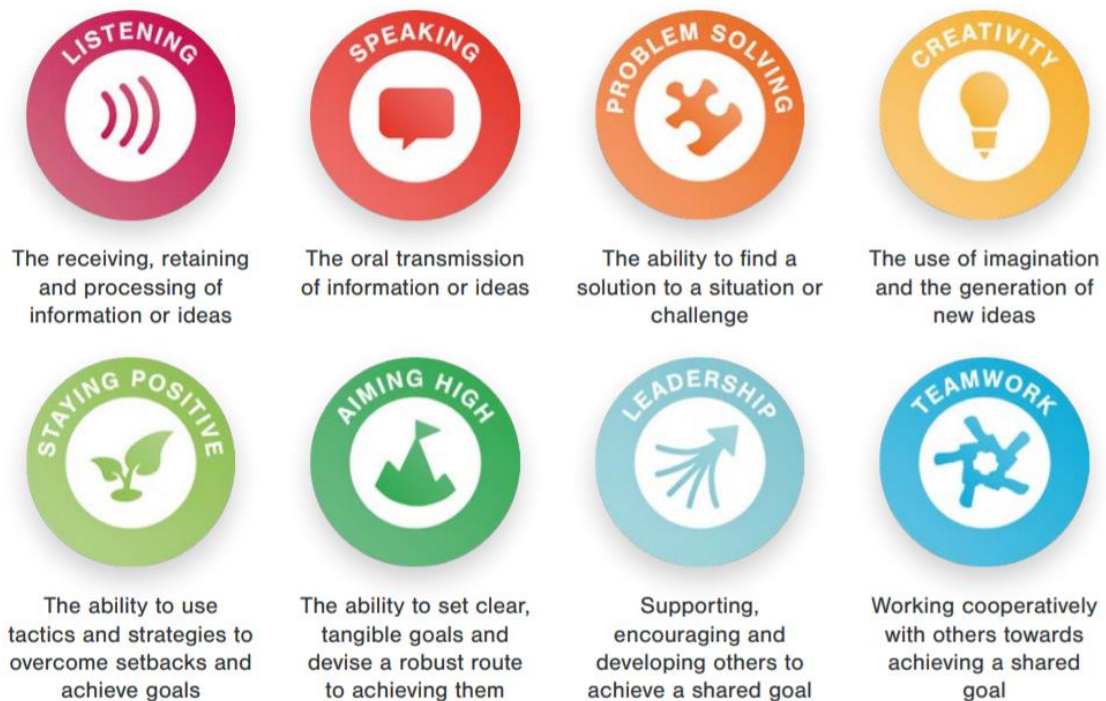 LISTENING
The receiving, retaining
and processing of
information or ideas
SPEAKING
The oral transmission
of information or ideas
PROBLEM SOLVING
The ability to find a
solution to a situation or
challenge
CREATIVITY
The use of imagination
and the generation of
new ideas
STAYING POSITIVE
The ability to use
tactics and strategies to
overcome setbacks and
achieve goals
AIMING HIGH
The ability to set clear,
tangible goals and
devise a robust route
to achieving them
LEADERSHIP
Supporting,
encouraging and
developing others to
achieve a shared goal
TEAMWORK
Working cooperatively
with others towards
achieving a shared
goal